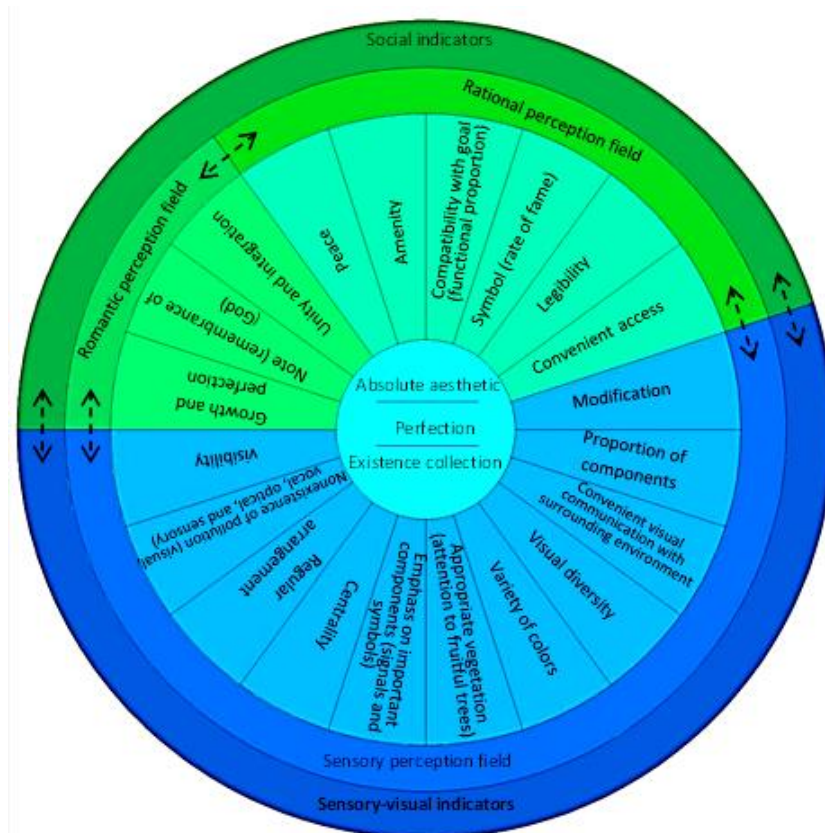 Social indicators
Rational perception field
Romantic perception field
Unity and integration
Peace
Amenity
Compatibility with goal
(functional proportion)
Symbol (rate of fame)
Legibility
Convenient access
Note (remembrance of
God)
Growth and
perfection
Absolute aesthetic
Perfection
Existence collection
Modification
Proportion of
components
Convenient visual
communication with
surrounding environment
Visual diversity
Variety of colors
Appropriate vegetation
(attention to fruitful trees)
Emphass on important
components (signals and
symbols)
Centrality
Regular
arrangement
Nonexistence of pollution (visual,
vocal, optical, and sensory)
visibility
Sensory perception field
Sensory-visual indicators